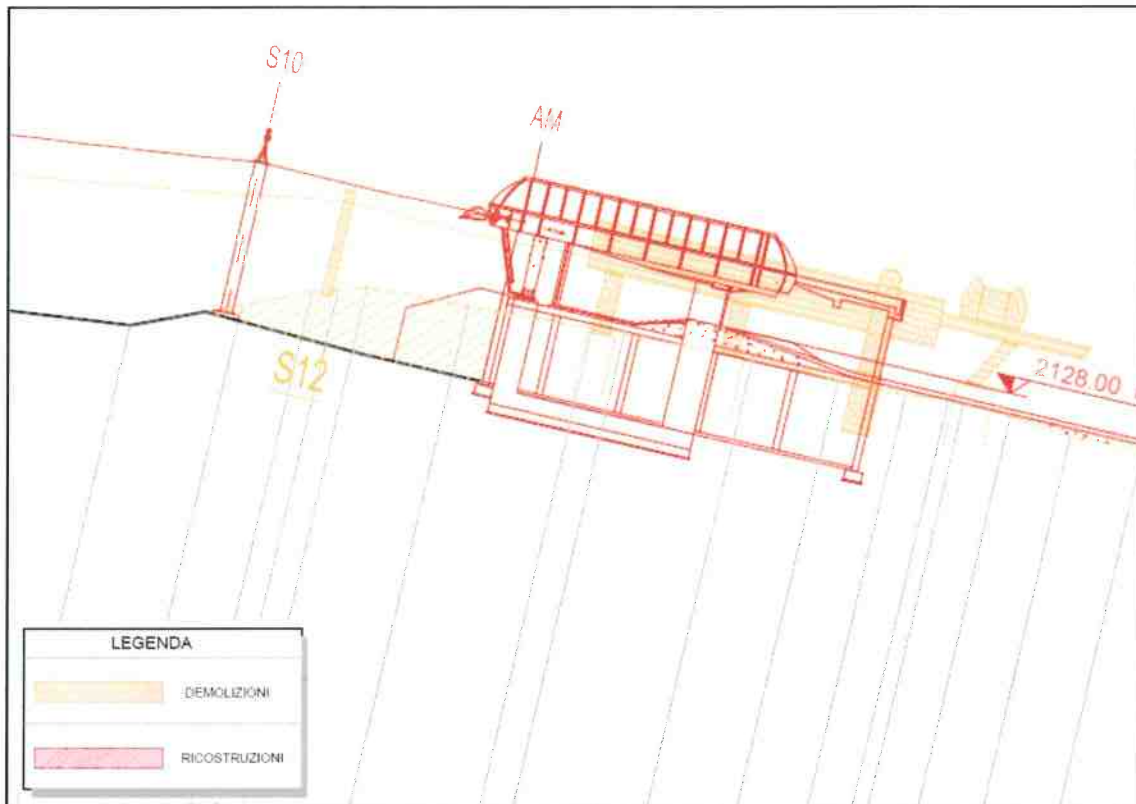 S10
AM
S12
2128.00
LEGENDA
DEMOLIZIONI
RICOSTRUZIONI